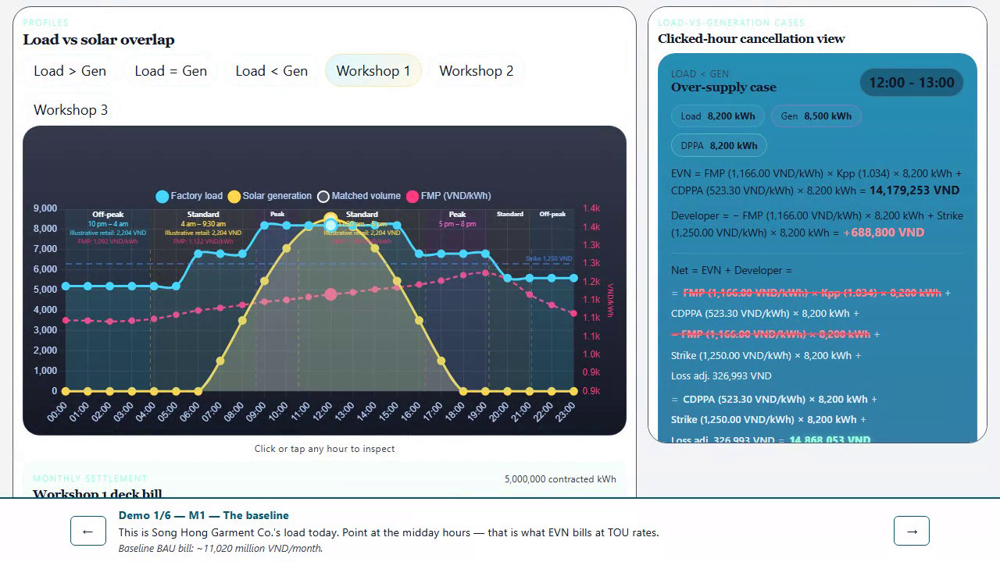 PROFILES
Load vs solar overlap
Load > Gen
Load = Gen
Load < Gen
Workshop 1
Workshop 2
Workshop 3
Factory load
Solar generation
Matched volume
FMP (VND/kWh)
9,000
8,000
7,000
6,000
5,000
4,000
3,000
2,000
1,000
0
Off-peak
10 pm – 4 am
Illustrative retail: 2,204 VND
FMP: 1,092 VND/kWh
Standard
4 am – 9:30 am
Illustrative retail: 2,204 VND
FMP: 1,122 VND/kWh
Peak
Standard
Illustrative retail: 2,204 VND
Peak
5 pm – 8 pm
Standard
Off-peak
Strike 1,250 VND
1.4k
1.4k
1.3k
1.3k
1.2k
1.1k
1.1k
1.1k
1.0k
0.9k
0.9k
VND/kWh
00:00
01:00
02:00
03:00
04:00
05:00
06:00
07:00
08:00
09:00
10:00
11:00
12:00
13:00
14:00
15:00
16:00
17:00
18:00
19:00
20:00
21:00
22:00
23:00
Click or tap any hour to inspect
MONTHLY SETTLEMENT
5,000,000 contracted kWh
Workshop 1 deck bill
LOAD-VS-GENERATION CASES
Clicked-hour cancellation view
LOAD < GEN
Over-supply case
12:00 - 13:00
Load 8,200 kWh
Gen 8,500 kWh
DPPA 8,200 kWh
EVN = FMP (1,166.00 VND/kWh) × Kpp (1.034) × 8,200 kWh +
CDPPA (523.30 VND/kWh) × 8,200 kWh = 14,179,253 VND
Developer = − FMP (1,166.00 VND/kWh) × 8,200 kWh + Strike
(1,250.00 VND/kWh) × 8,200 kWh = +688,800 VND
Net = EVN + Developer =
= FMP (1,166.00 VND/kWh) × Kpp (1.034) × 8,200 kWh +
CDPPA (523.30 VND/kWh) × 8,200 kWh +
− FMP (1,166.00 VND/kWh) × 8,200 kWh +
Strike (1,250.00 VND/kWh) × 8,200 kWh +
Loss adj. 326,993 VND
= CDPPA (523.30 VND/kWh) × 8,200 kWh +
Strike (1,250.00 VND/kWh) × 8,200 kWh +
Loss adj. 326,993 VND = 14,868,053 VND
←
Demo 1/6 — M1 — The baseline
This is Song Hong Garment Co.'s load today. Point at the midday hours — that is what EVN bills at TOU rates.
Baseline BAU bill: ~11,020 million VND/month.
→